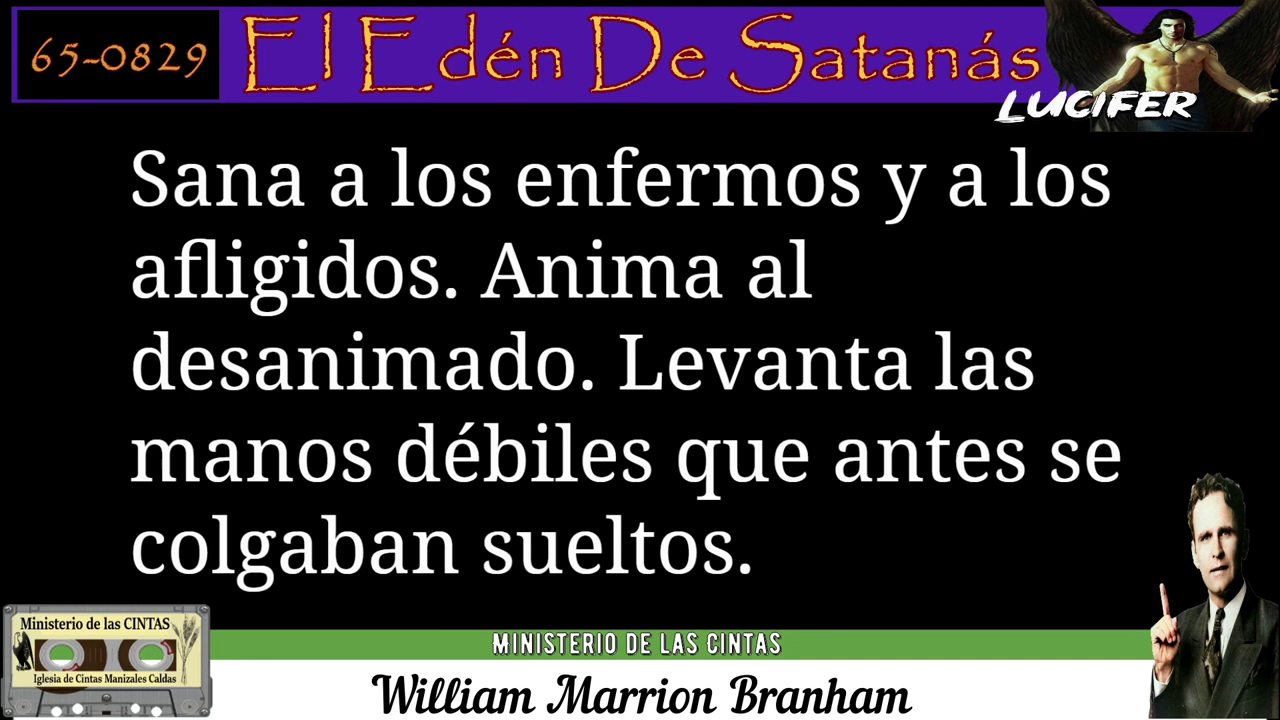 65-0829
El Edén De Satanás
LUCIFER
Sana a los enfermos y a los
afligidos. Anima al
desanimado. Levanta las
manos débiles que antes se
colgaban sueltos.
Ministerio de las CINTAS
Iglesia de Cintas Manizales Caldas
MINISTERIO DE LAS CINTAS
William Marrion Branham